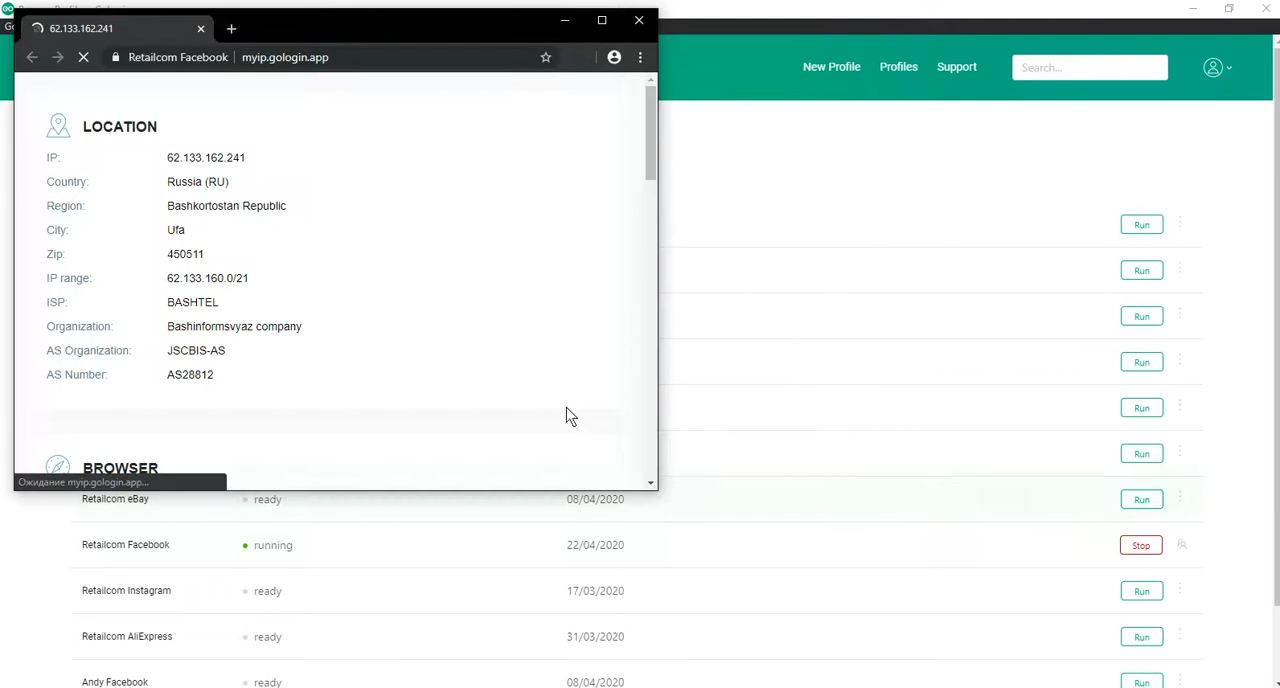 62.133.162.241
Retailcom Facebook myip.gologin.app
New Profile Profiles Support Search...
LOCATION
IP: 62.133.162.241
Country: Russia (RU)
Region: Bashkortostan Republic
City: Ufa
Zip: 450511
IP range: 62.133.160.0/21
ISP: BASHTEL
Organization: Bashinformsvyaz company
AS Organization: JSCBIS-AS
AS Number: AS28812
BROWSER
Ожидание myip.gologin.app...
Run
Run
Run
Run
Run
Run
Retailcom eBay ready 08/04/2020 Run
Retailcom Facebook running 22/04/2020 Stop
Retailcom Instagram ready 17/03/2020 Run
Retailcom AliExpress ready 31/03/2020 Run
Andy Facebook ready 08/04/2020 Run